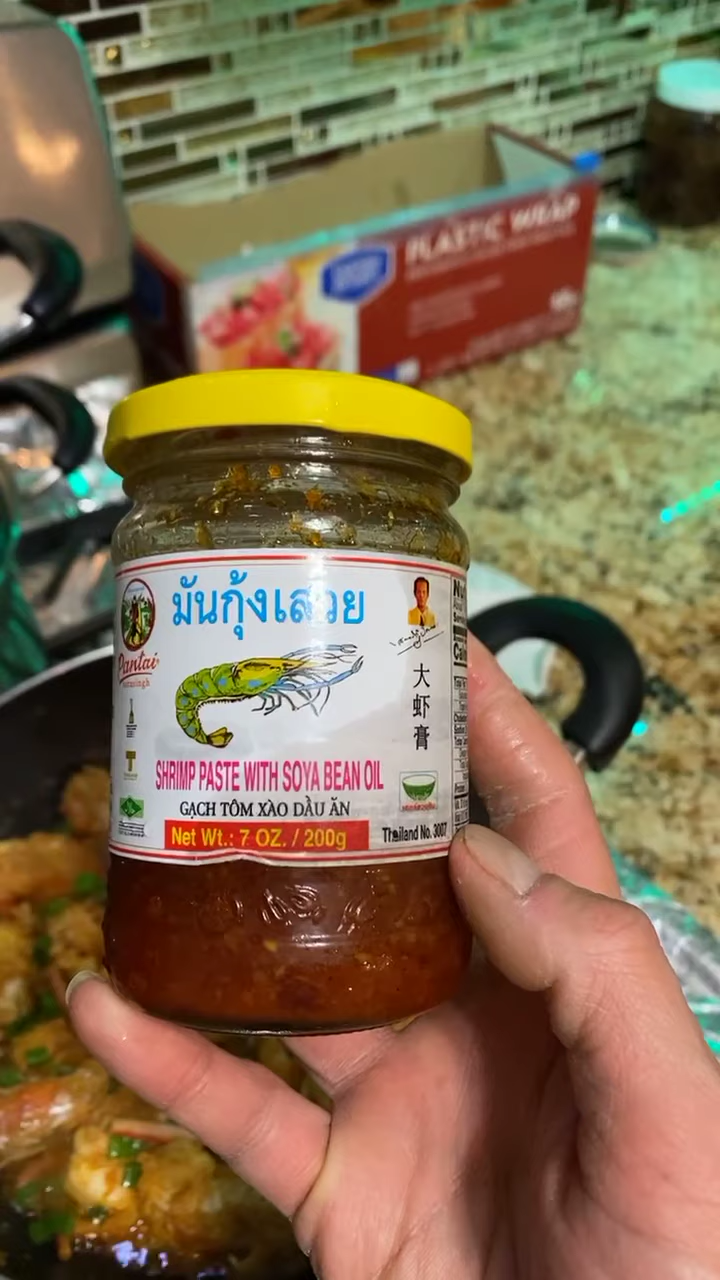 PLASTIC WRAP
มันกุ้งเสวย
Pantai
大虾膏
SHRIMP PASTE WITH SOYA BEAN OIL
GẠCH TÔM XÀO DẦU ĂN
Net Wt.: 7 OZ. / 200g
Thailand No. 3007